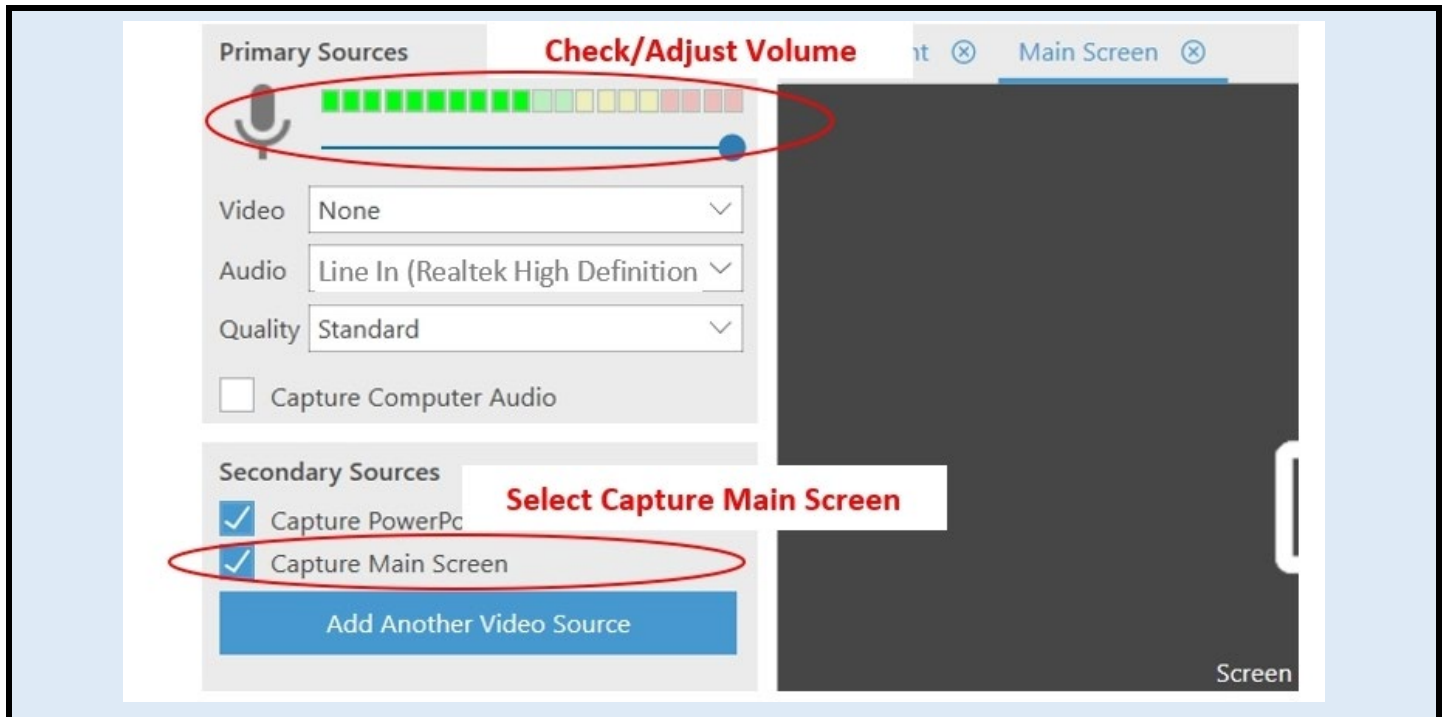 Primary Sources
Check/Adjust Volume
nt Main Screen
Video None
Audio Line In (Realtek High Definition
Quality Standard
Capture Computer Audio
Secondary Sources
Select Capture Main Screen
Capture PowerPo
Capture Main Screen
Add Another Video Source
Screen